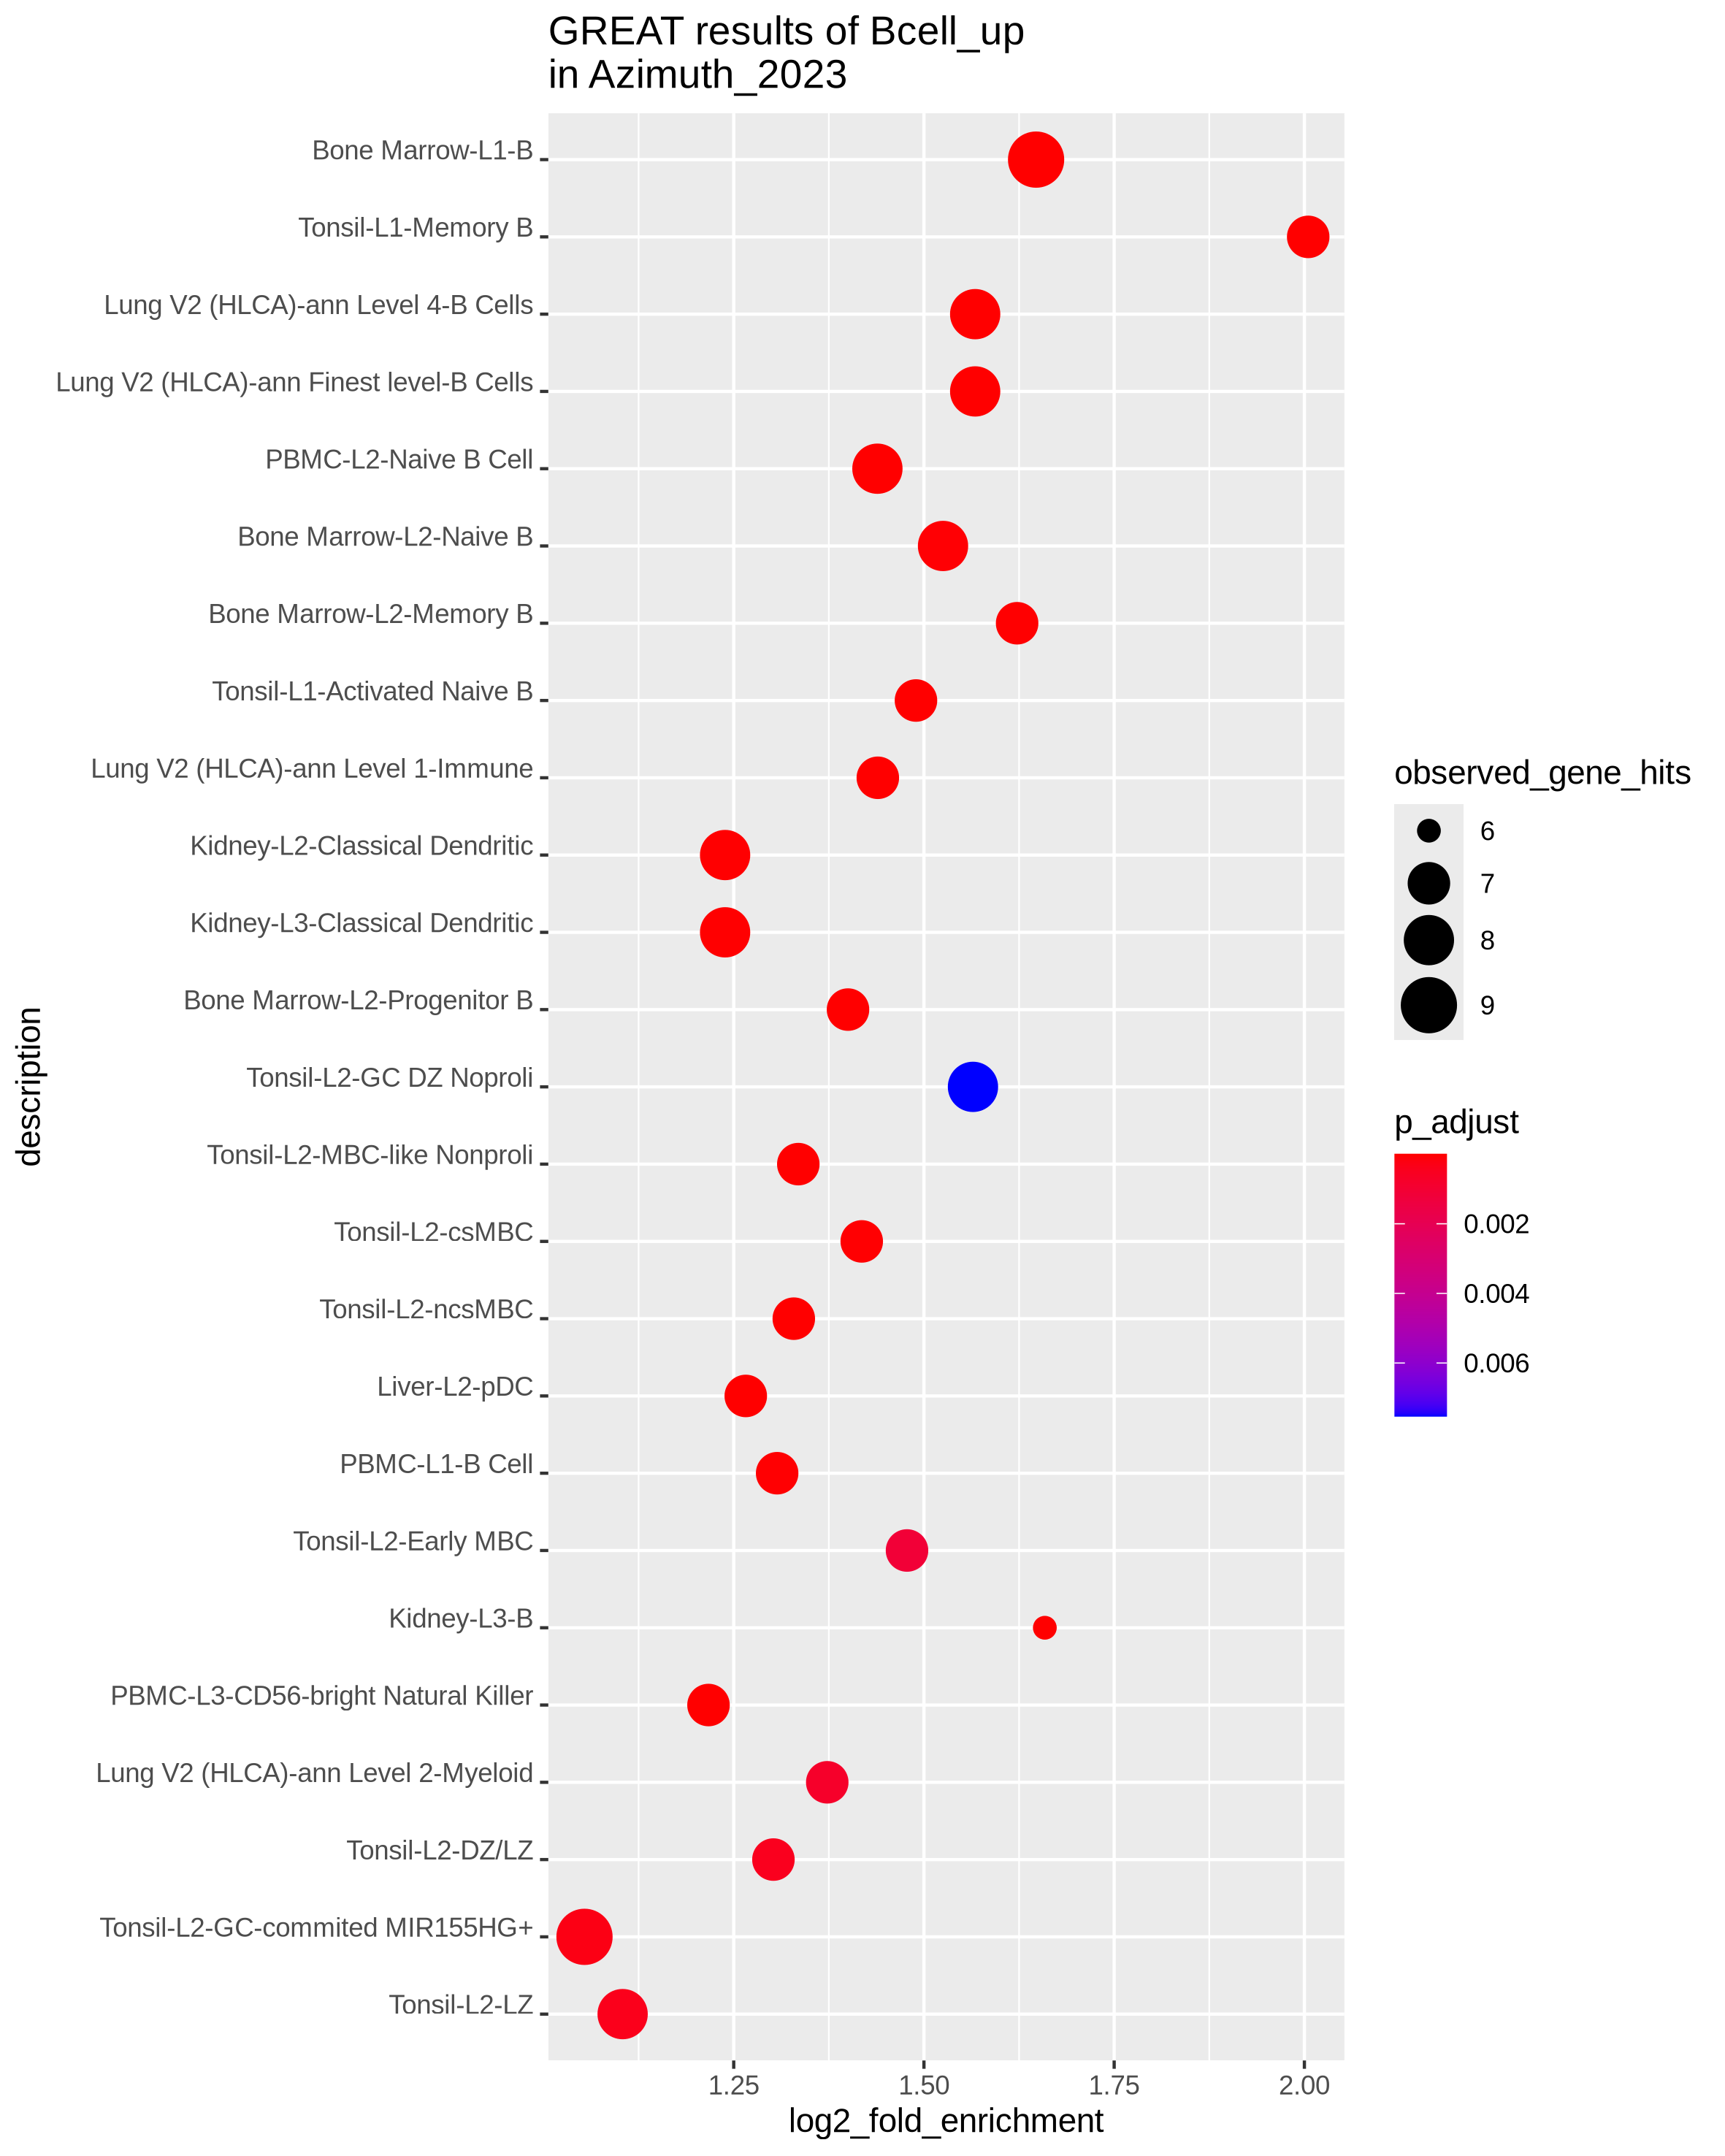 GREAT results of Bcell_up
in Azimuth_2023
Bone Marrow-L1-B
Tonsil-L1-Memory B
Lung V2 (HLCA)-ann Level 4-B Cells
Lung V2 (HLCA)-ann Finest level-B Cells
PBMC-L2-Naive B Cell
Bone Marrow-L2-Naive B
Bone Marrow-L2-Memory B
Tonsil-L1-Activated Naive B
Lung V2 (HLCA)-ann Level 1-Immune
Kidney-L2-Classical Dendritic
Kidney-L3-Classical Dendritic
Bone Marrow-L2-Progenitor B
Tonsil-L2-GC DZ Noproli
Tonsil-L2-MBC-like Nonproli
Tonsil-L2-csMBC
Tonsil-L2-ncsMBC
Liver-L2-pDC
PBMC-L1-B Cell
Tonsil-L2-Early MBC
Kidney-L3-B
PBMC-L3-CD56-bright Natural Killer
Lung V2 (HLCA)-ann Level 2-Myeloid
Tonsil-L2-DZ/LZ
Tonsil-L2-GC-commited MIR155HG+
Tonsil-L2-LZ
description
1.25
1.50
1.75
2.00
log2_fold_enrichment
observed_gene_hits
6
7
8
9
p_adjust
0.002
0.004
0.006